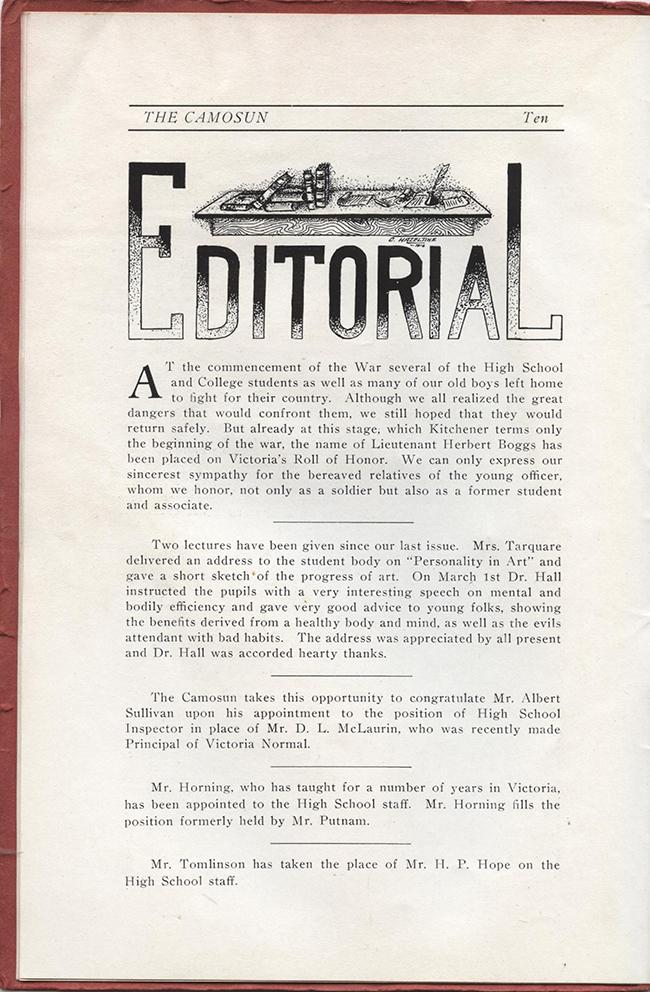 THE CAMOSUN Ten
EDITORIAL
C. HAZELTINE
AT the commencement of the War several of the High School
and College students as well as many of our old boys left home
to fight for their country. Although we all realized the great
dangers that would confront them, we still hoped that they would
return safely. But already at this stage, which Kitchener terms only
the beginning of the war, the name of Lieutenant Herbert Boggs has
been placed on Victoria's Roll of Honor. We can only express our
sincerest sympathy for the bereaved relatives of the young officer,
whom we honor, not only as a soldier but also as a former student
and associate.
Two lectures have been given since our last issue. Mrs. Tarquare
delivered an address to the student body on "Personality in Art" and
gave a short sketch of the progress of art. On March 1st Dr. Hall
instructed the pupils with a very interesting speech on mental and
bodily efficiency and gave very good advice to young folks, showing
the benefits derived from a healthy body and mind, as well as the evils
attendant with bad habits. The address was appreciated by all present
and Dr. Hall was accorded hearty thanks.
The Camosun takes this opportunity to congratulate Mr. Albert
Sullivan upon his appointment to the position of High School
Inspector in place of Mr. D. L. McLaurin, who was recently made
Principal of Victoria Normal.
Mr. Horning, who has taught for a number of years in Victoria,
has been appointed to the High School staff. Mr. Horning fills the
position formerly held by Mr. Putnam.
Mr. Tomlinson has taken the place of Mr. H. P. Hope on the
High School staff.